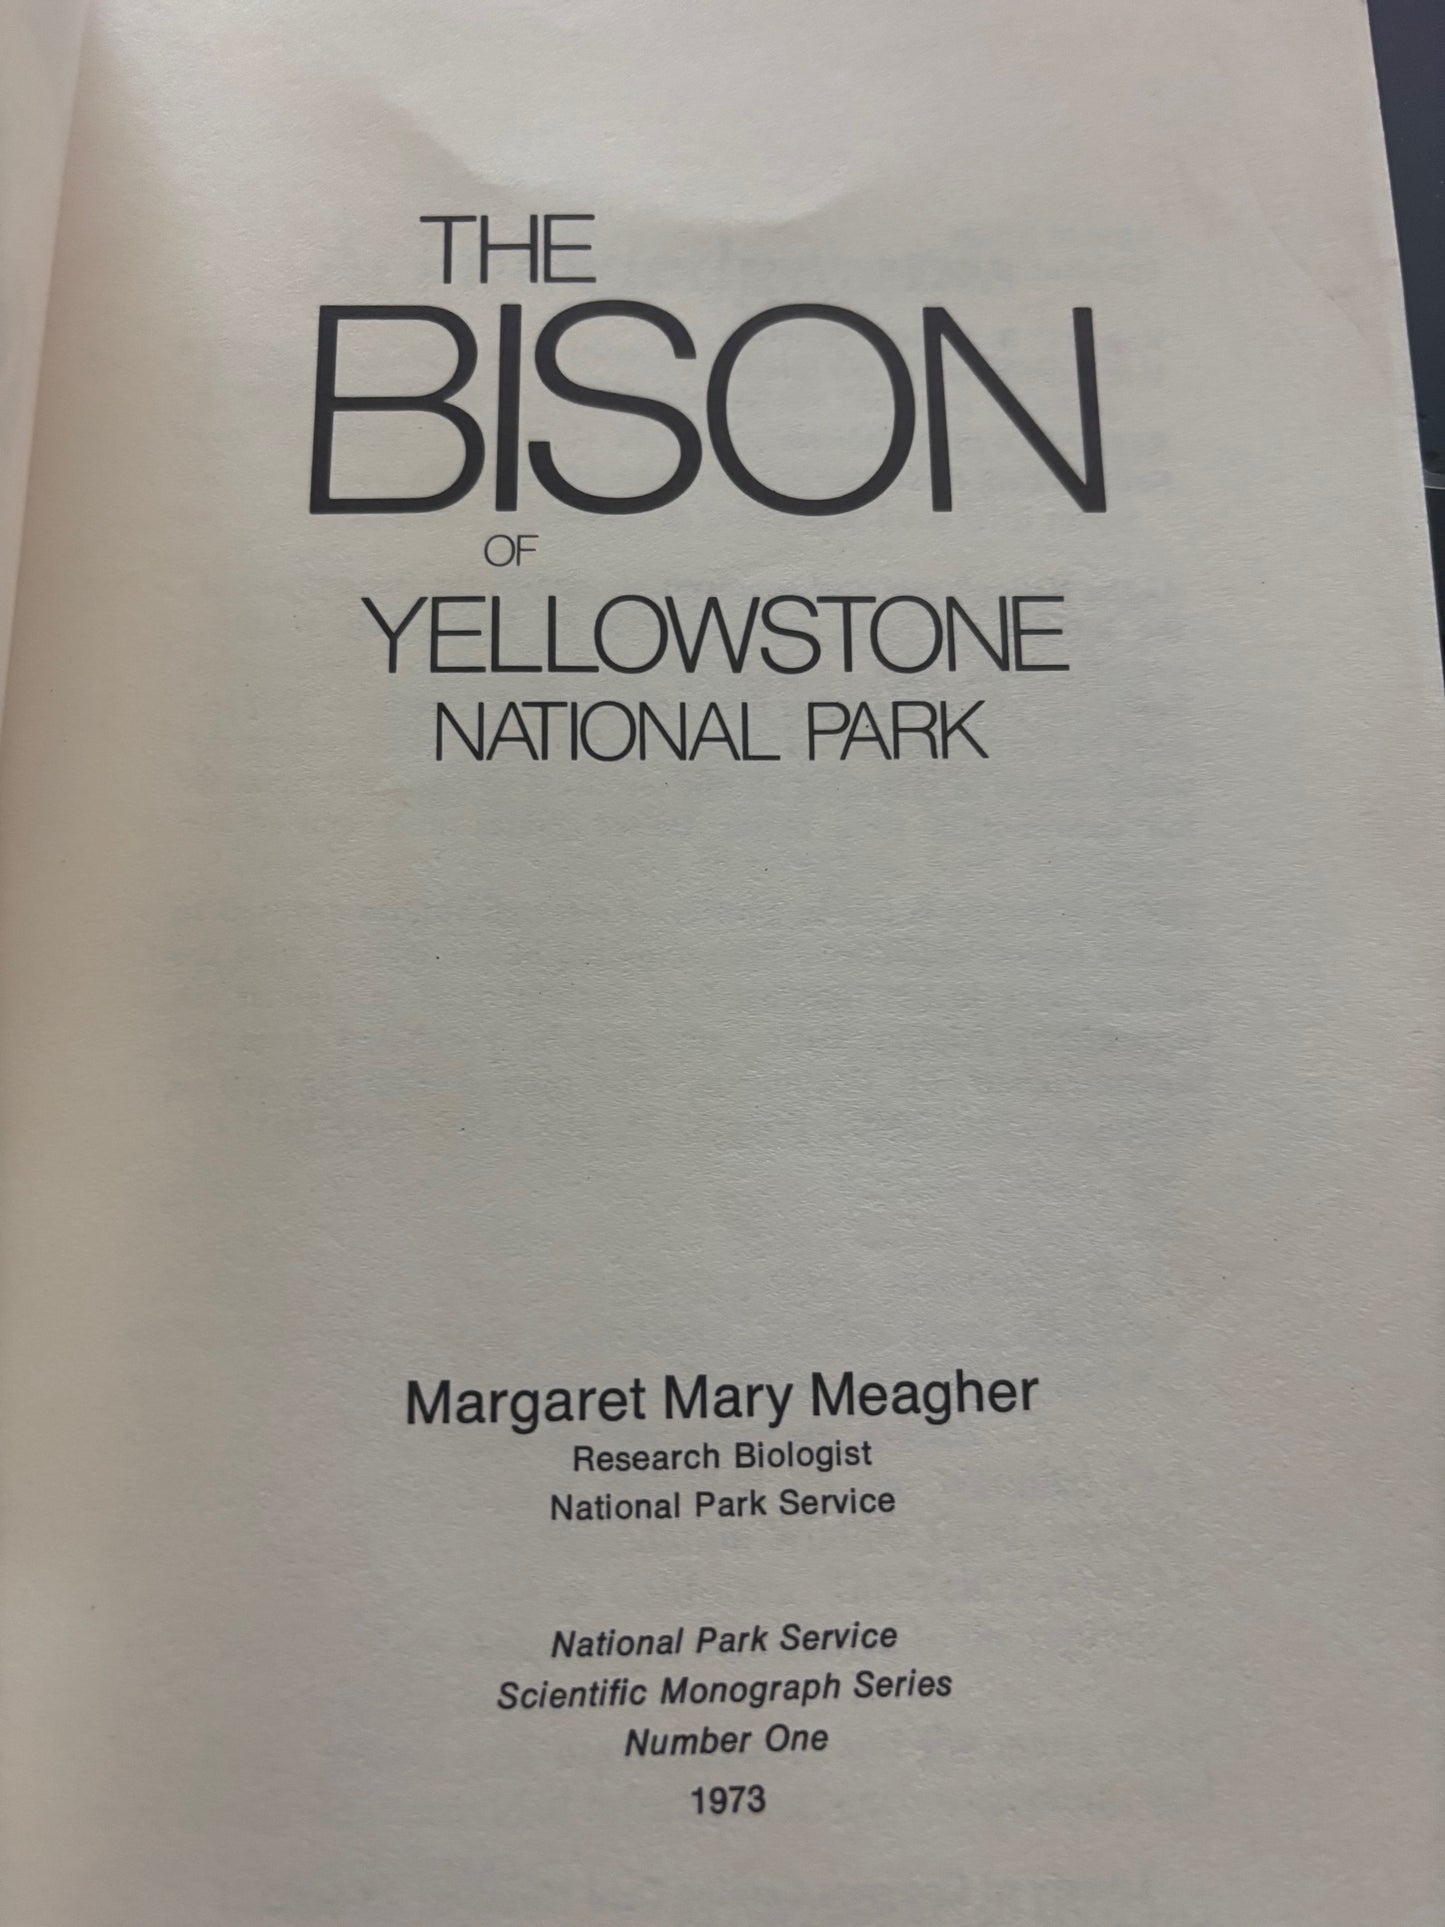 THE
BISON
OF
YELLOWSTONE
NATIONAL PARK
Margaret Mary Meagher
Research Biologist
National Park Service
National Park Service
Scientific Monograph Series
Number One
1973